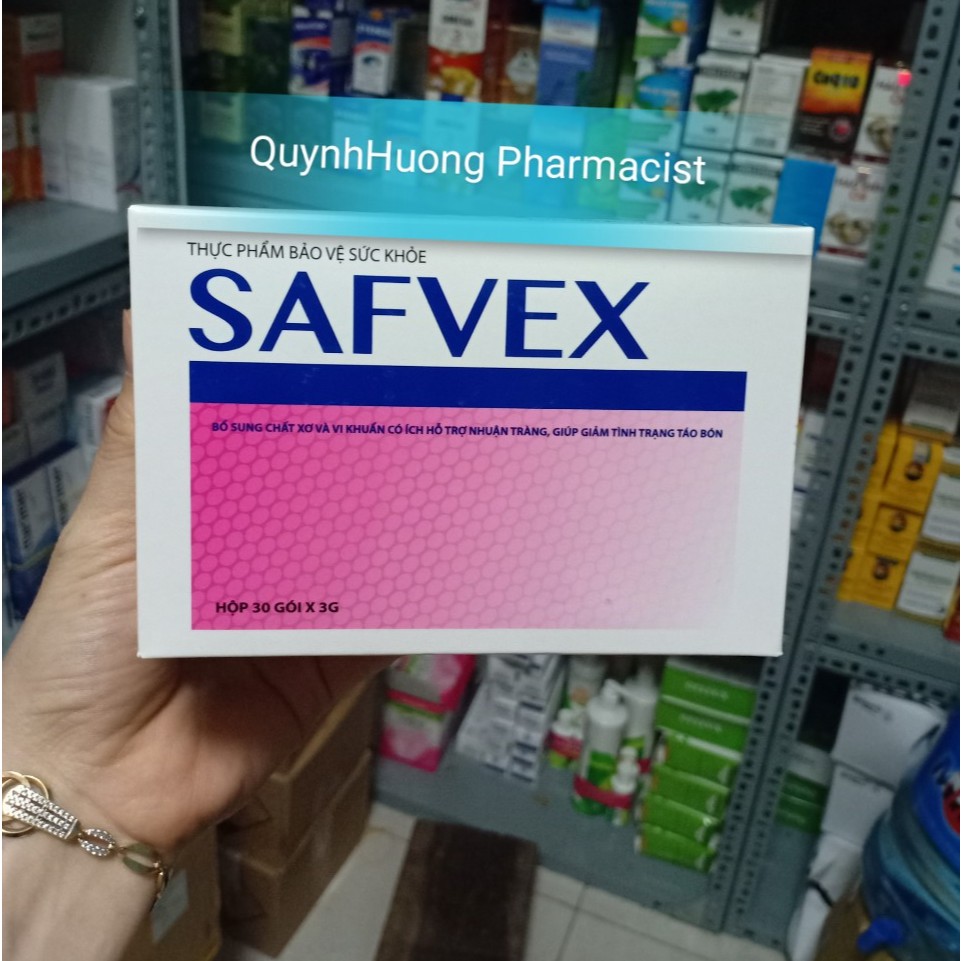 QuynhHuong Pharmacist
THỰC PHẨM BẢO VỆ SỨC KHỎE
SAFVEX
BỔ SUNG CHẤT XƠ VÀ VI KHUẨN CÓ ÍCH HỖ TRỢ NHUẬN TRÀNG, GIÚP GIẢM TÌNH TRẠNG TÁO BÓN
HỘP 30 GÓI X 3G
CoQ10